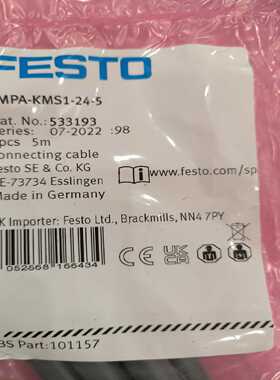 FESTO
MPA-KMS1-24-5
at. No.: 533193
eries: 07-2022 :98
pcs 5m
onnecting cable
esto SE & Co. KG
E-73734 Esslingen
Made in Germany
www.festo.com/sp
K Importer: Festo Ltd., Brackmills, NN4 7PY
CE UK CA
052868 166434
BS Part:101157